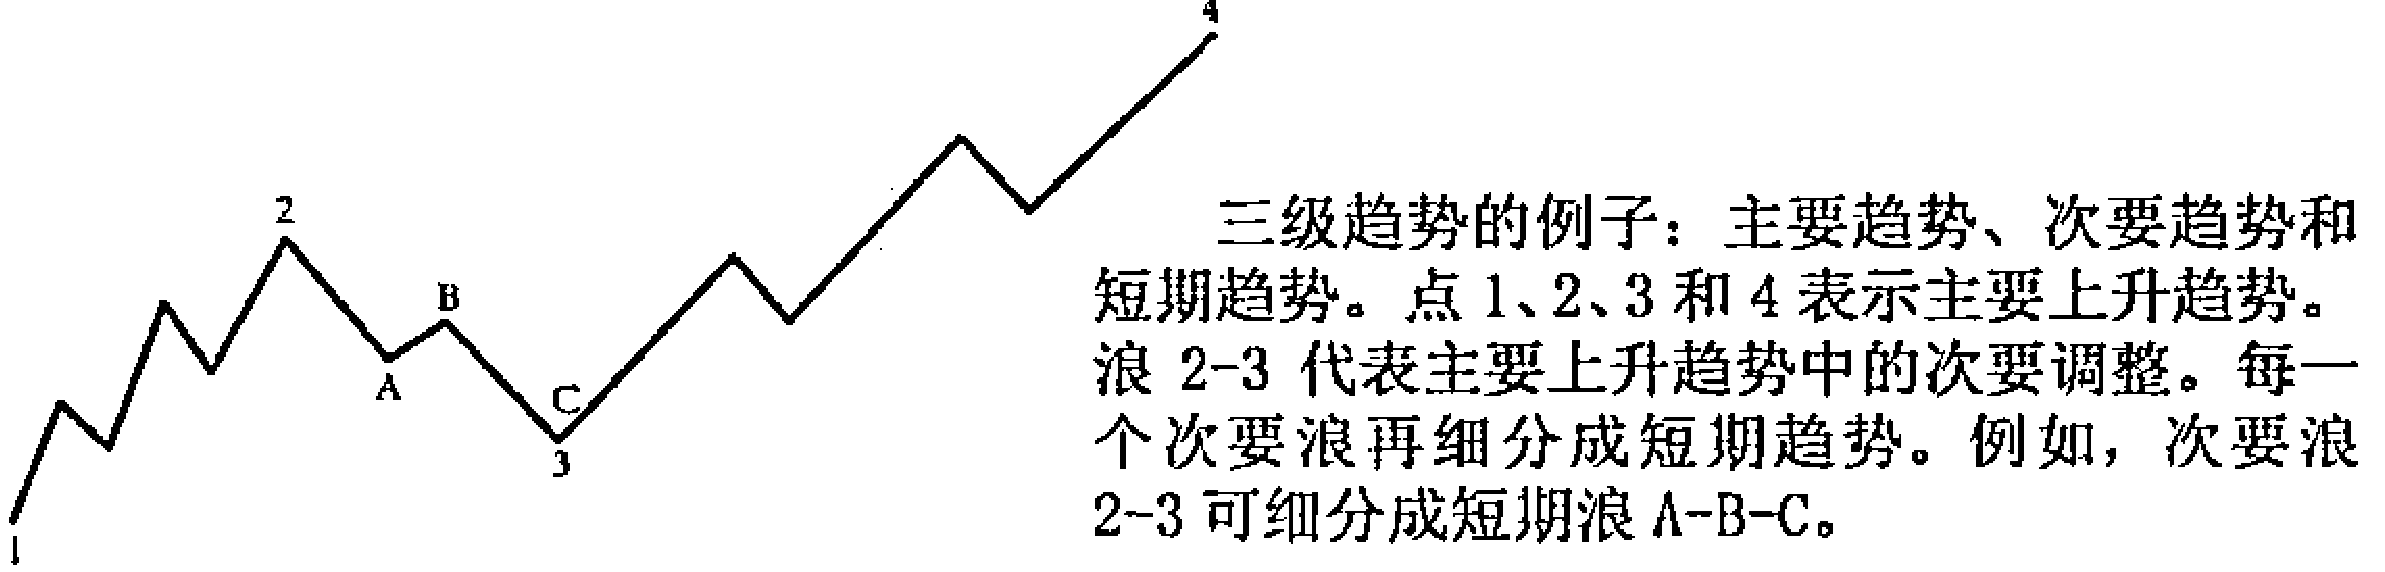 4
2
B
A
C
3
1
三级趋势的例子：主要趋势、次要趋势和
短期趋势。点 1、2、3 和 4 表示主要上升趋势。
浪 2-3 代表主要上升趋势中的次要调整。每一
个次要浪再细分成短期趋势。例如，次要浪
2-3 可细分成短期浪 A-B-C。